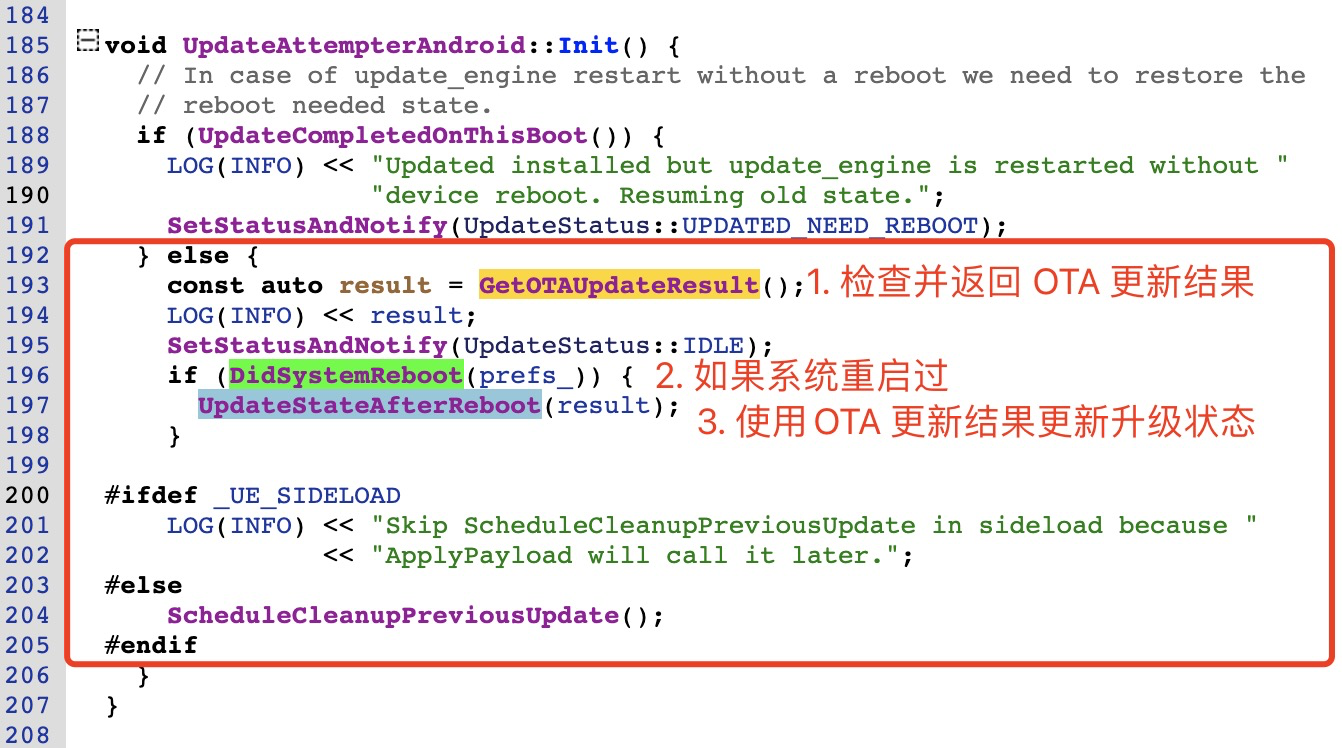 184
185 void UpdateAttempterAndroid::Init() {
186 // In case of update_engine restart without a reboot we need to restore the
187 // reboot needed state.
188 if (UpdateCompletedOnThisBoot()) {
189 LOG(INFO) << "Updated installed but update_engine is restarted without "
190 "device reboot. Resuming old state.";
191 SetStatusAndNotify(UpdateStatus::UPDATED_NEED_REBOOT);
192 } else {
193 const auto result = GetOTAUpdateResult(); 1. 检查并返回 OTA 更新结果
194 LOG(INFO) << result;
195 SetStatusAndNotify(UpdateStatus::IDLE);
196 if (DidSystemReboot(prefs_)) { 2. 如果系统重启过
197 UpdateStateAfterReboot(result); 3. 使用 OTA 更新结果更新升级状态
198 }
199
200 #ifdef _UE_SIDELOAD
201 LOG(INFO) << "Skip ScheduleCleanupPreviousUpdate in sideload because "
202 << "ApplyPayload will call it later.";
203 #else
204 ScheduleCleanupPreviousUpdate();
205 #endif
206 }
207 }
208